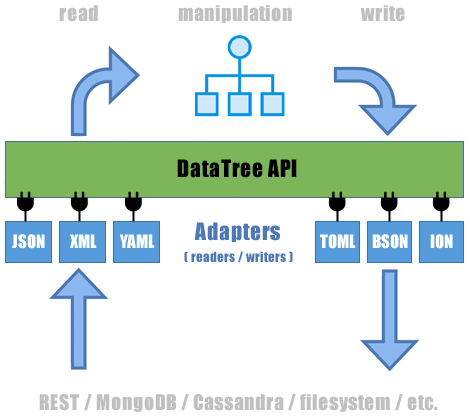 read manipulation write
DataTree API
JSON XML YAML Adapters TOML BSON ION
( readers / writers )
REST / MongoDB / Cassandra / filesystem / etc.